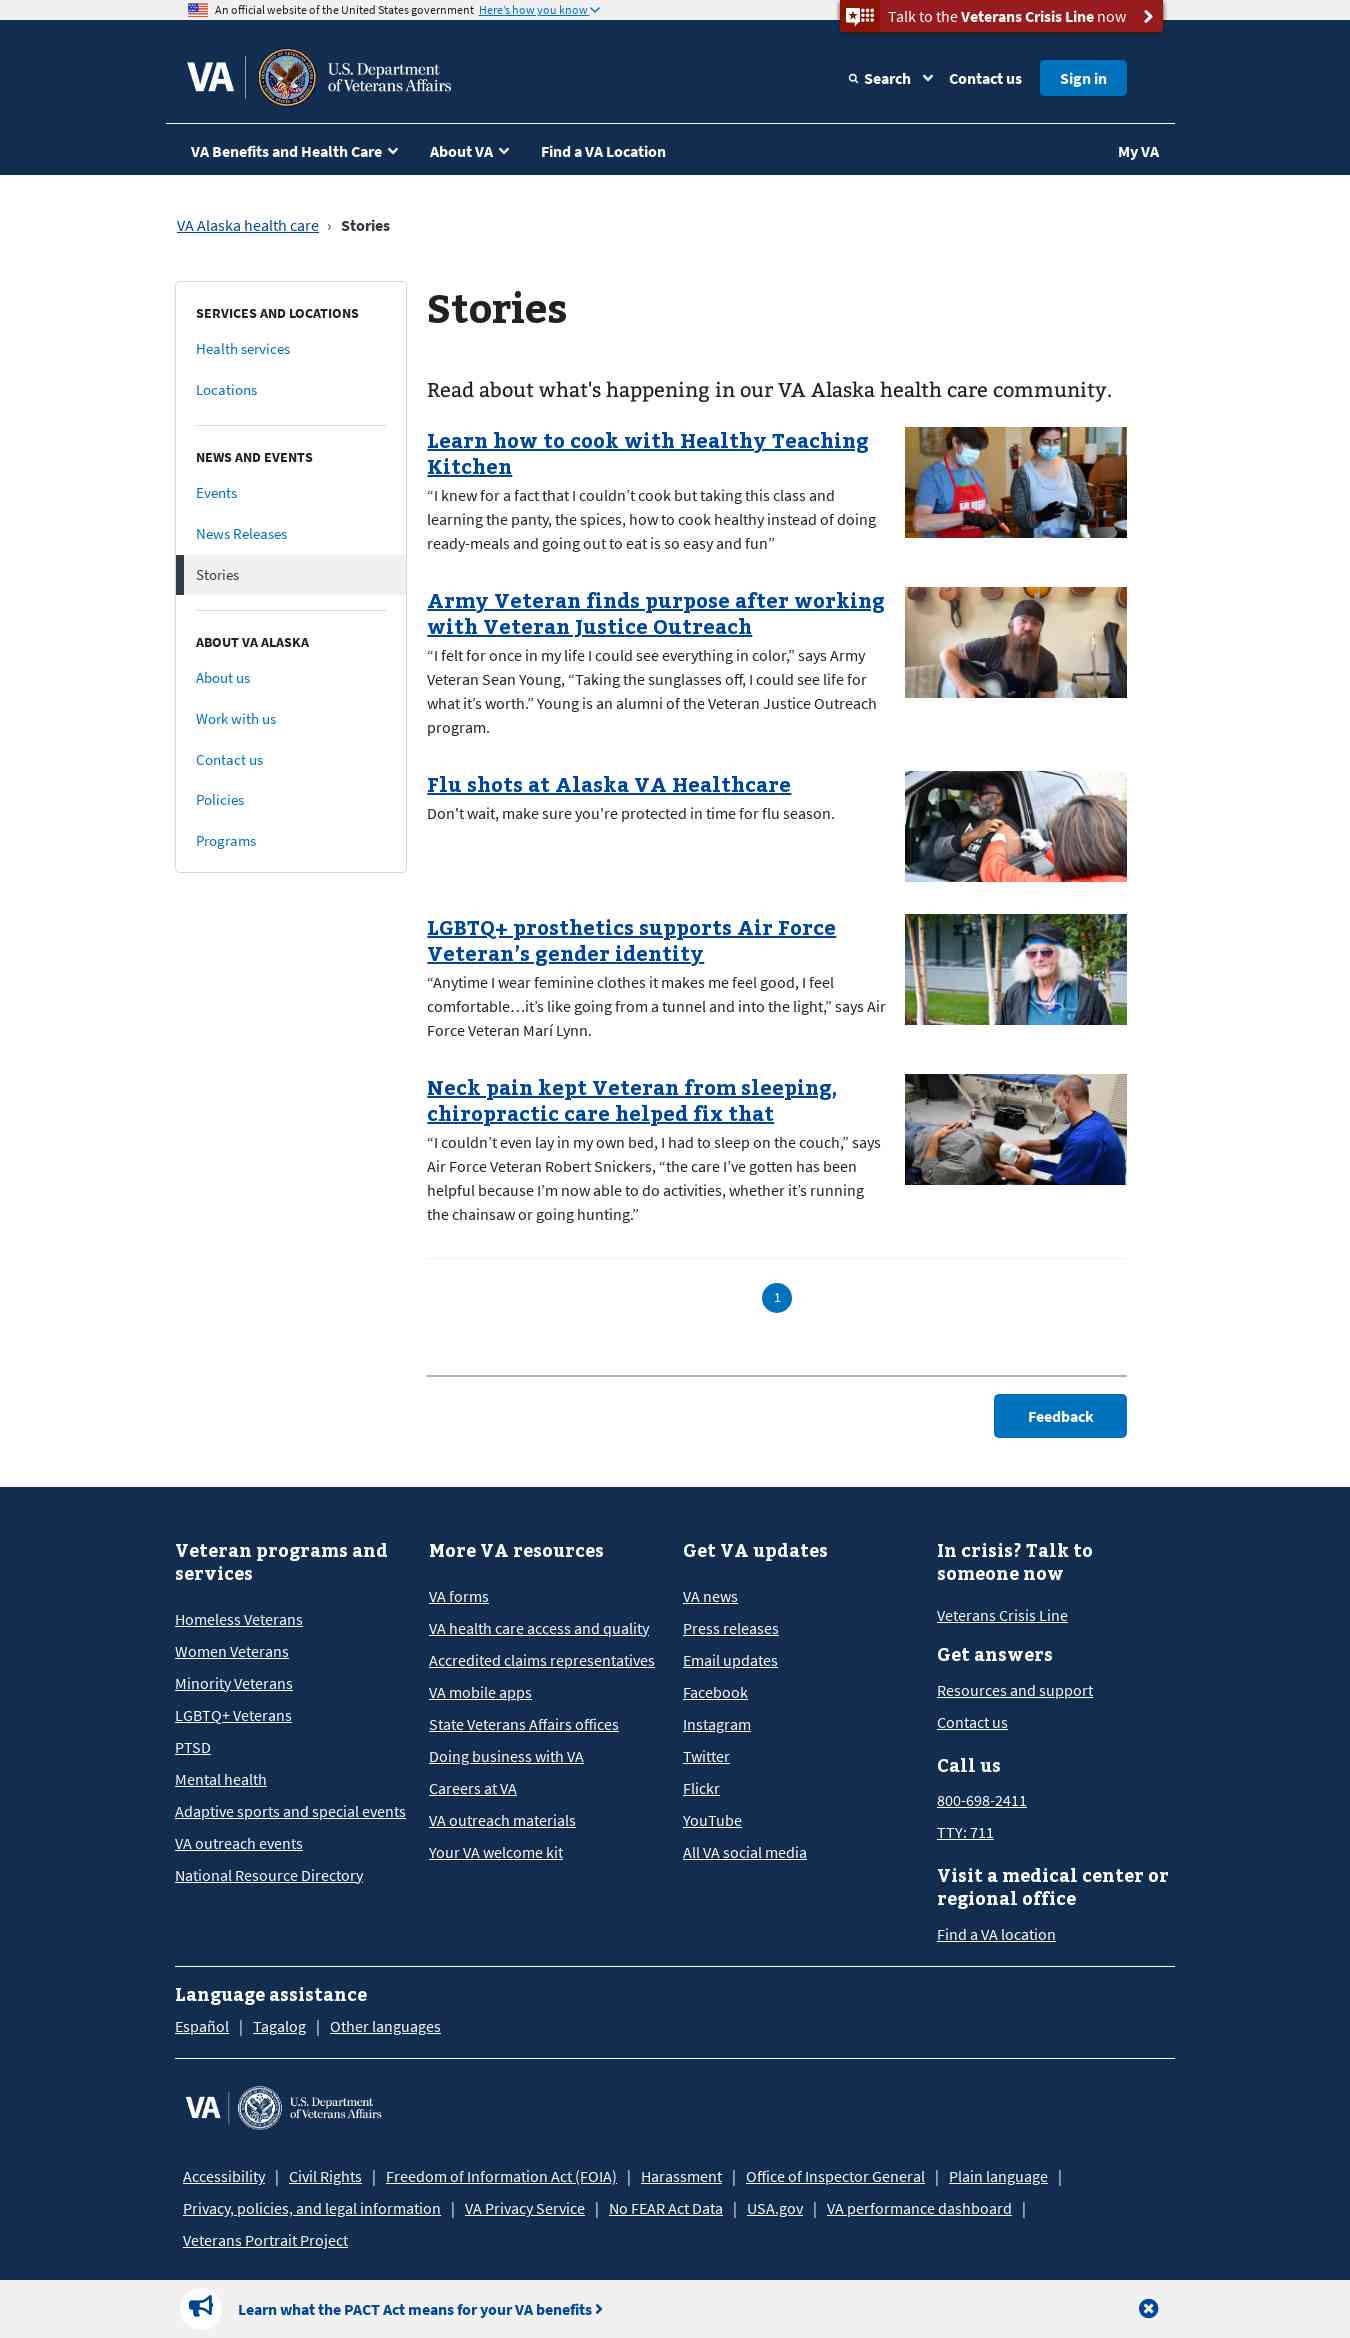 An official website of the United States government Here's how you know
Talk to the Veterans Crisis Line now
VA
U.S. Department
of Veterans Affairs
Search
Contact us
Sign in
VA Benefits and Health Care
About VA
Find a VA Location
My VA
VA Alaska health care › Stories
SERVICES AND LOCATIONS
Health services
Locations
NEWS AND EVENTS
Events
News Releases
Stories
ABOUT VA ALASKA
About us
Work with us
Contact us
Policies
Programs
Stories
Read about what's happening in our VA Alaska health care community.
Learn how to cook with Healthy Teaching
Kitchen
“I knew for a fact that I couldn’t cook but taking this class and
learning the panty, the spices, how to cook healthy instead of doing
ready-meals and going out to eat is so easy and fun”
Army Veteran finds purpose after working
with Veteran Justice Outreach
“I felt for once in my life I could see everything in color,” says Army
Veteran Sean Young, “Taking the sunglasses off, I could see life for
what it’s worth.” Young is an alumni of the Veteran Justice Outreach
program.
Flu shots at Alaska VA Healthcare
Don't wait, make sure you're protected in time for flu season.
LGBTQ+ prosthetics supports Air Force
Veteran’s gender identity
“Anytime I wear feminine clothes it makes me feel good, I feel
comfortable…it’s like going from a tunnel and into the light,” says Air
Force Veteran Marí Lynn.
Neck pain kept Veteran from sleeping,
chiropractic care helped fix that
“I couldn’t even lay in my own bed, I had to sleep on the couch,” says
Air Force Veteran Robert Snickers, “the care I’ve gotten has been
helpful because I’m now able to do activities, whether it’s running
the chainsaw or going hunting.”
1
Feedback
Veteran programs and
services
Homeless Veterans
Women Veterans
Minority Veterans
LGBTQ+ Veterans
PTSD
Mental health
Adaptive sports and special events
VA outreach events
National Resource Directory
More VA resources
VA forms
VA health care access and quality
Accredited claims representatives
VA mobile apps
State Veterans Affairs offices
Doing business with VA
Careers at VA
VA outreach materials
Your VA welcome kit
Get VA updates
VA news
Press releases
Email updates
Facebook
Instagram
Twitter
Flickr
YouTube
All VA social media
In crisis? Talk to
someone now
Veterans Crisis Line
Get answers
Resources and support
Contact us
Call us
800-698-2411
TTY: 711
Visit a medical center or
regional office
Find a VA location
Language assistance
Español | Tagalog | Other languages
VA
U.S. Department
of Veterans Affairs
Accessibility | Civil Rights | Freedom of Information Act (FOIA) | Harassment | Office of Inspector General | Plain language |
Privacy, policies, and legal information | VA Privacy Service | No FEAR Act Data | USA.gov | VA performance dashboard |
Veterans Portrait Project
Learn what the PACT Act means for your VA benefits